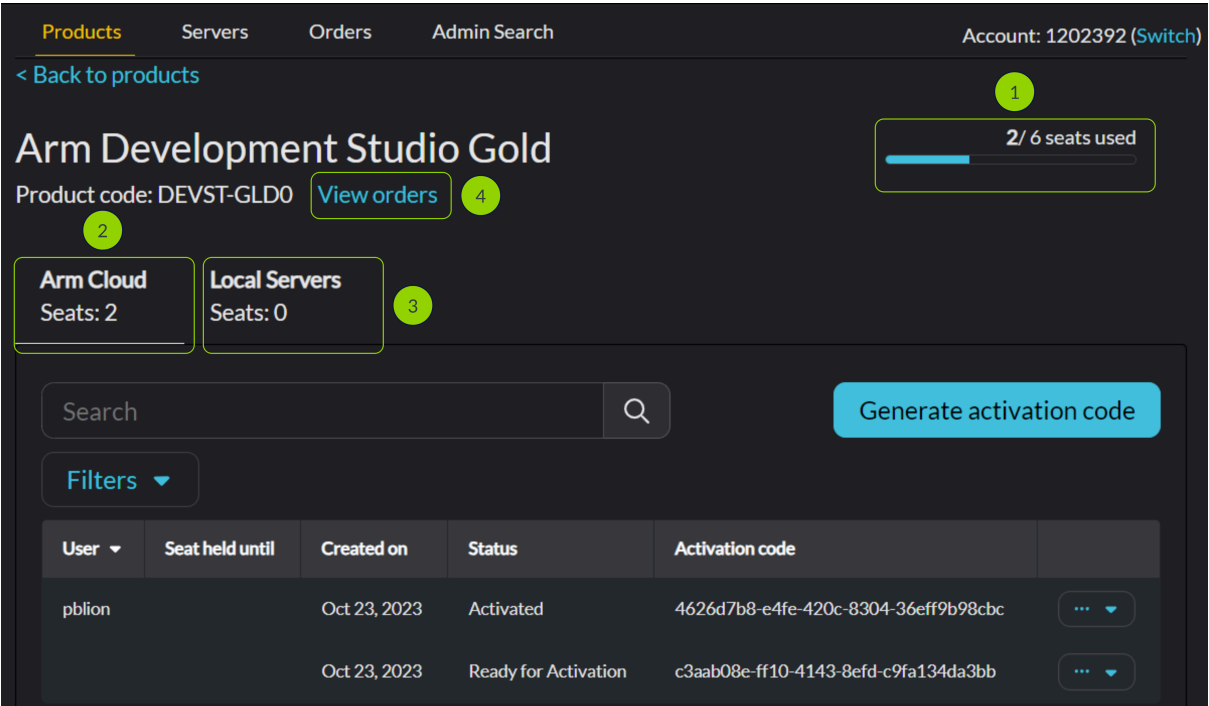 Products Servers Orders Admin Search Account: 1202392 (Switch)
< Back to products
1
Arm Development Studio Gold
2/ 6 seats used
Product code: DEVST-GLD0 View orders 4
2
Arm Cloud
Seats: 2
Local Servers
Seats: 0
3
Search
Generate activation code
Filters
User Seat held until Created on Status Activation code
pblion Oct 23, 2023 Activated 4626d7b8-e4fe-420c-8304-36eff9b98cbc ...
Oct 23, 2023 Ready for Activation c3aab08e-ff10-4143-8efd-c9fa134da3bb ...